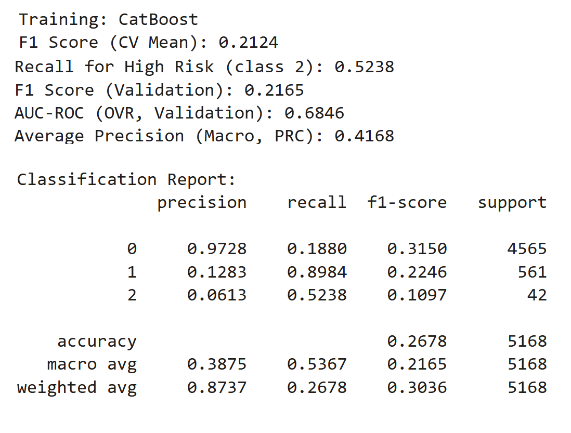 Training: CatBoost
F1 Score (CV Mean): 0.2124
Recall for High Risk (class 2): 0.5238
F1 Score (Validation): 0.2165
AUC-ROC (OVR, Validation): 0.6846
Average Precision (Macro, PRC): 0.4168
Classification Report:
precision recall f1-score support
0 0.9728 0.1880 0.3150 4565
1 0.1283 0.8984 0.2246 561
2 0.0613 0.5238 0.1097 42
accuracy 0.2678 5168
macro avg 0.3875 0.5367 0.2165 5168
weighted avg 0.8737 0.2678 0.3036 5168